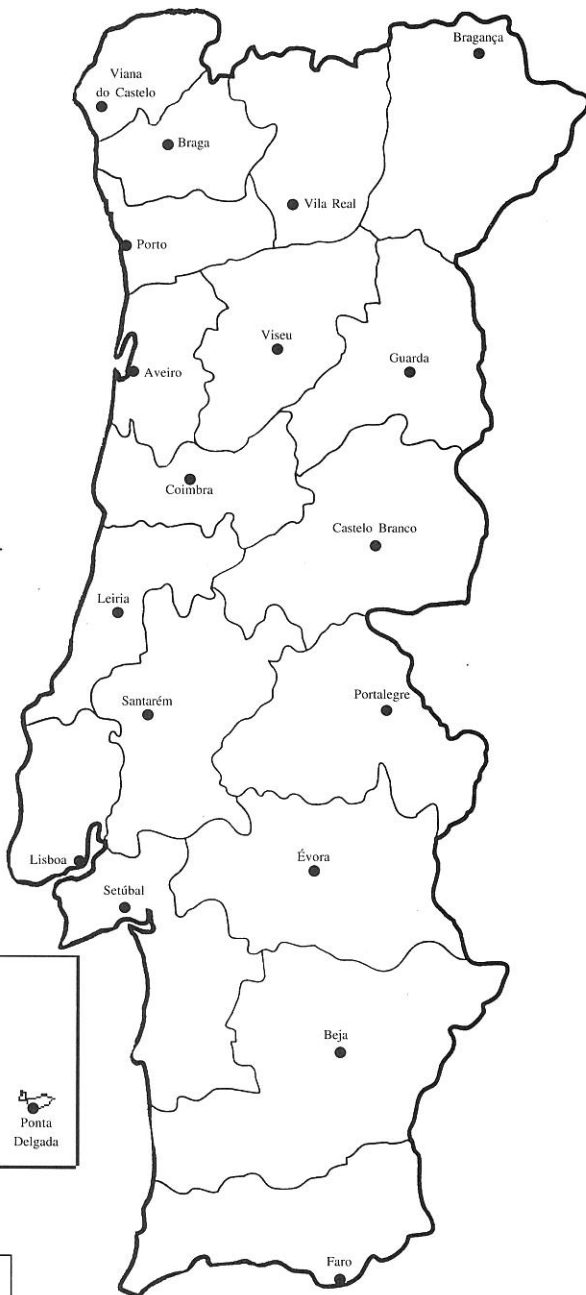 Bragança
Viana
do Castelo
Braga
Vila Real
Porto
Viseu
Aveiro
Guarda
Coimbra
Castelo Branco
Leiria
Santarém
Portalegre
Lisboa
Évora
Setúbal
Beja
Ponta
Delgada
Faro